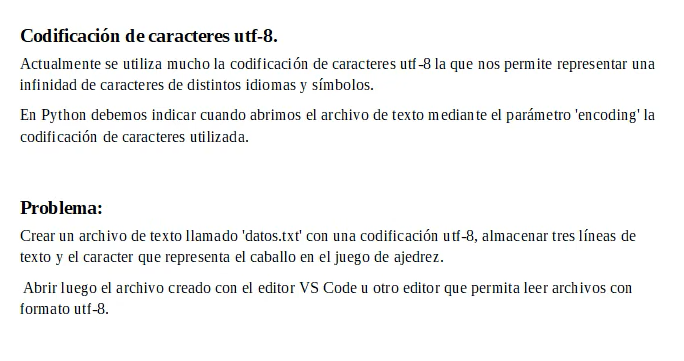 Codificación de caracteres utf-8.
Actualmente se utiliza mucho la codificación de caracteres utf-8 la que nos permite representar una
infinidad de caracteres de distintos idiomas y símbolos.
En Python debemos indicar cuando abrimos el archivo de texto mediante el parámetro 'encoding' la
codificación de caracteres utilizada.
Problema:
Crear un archivo de texto llamado 'datos.txt' con una codificación utf-8, almacenar tres líneas de
texto y el caracter que representa el caballo en el juego de ajedrez.
Abrir luego el archivo creado con el editor VS Code u otro editor que permita leer archivos con
formato utf-8.